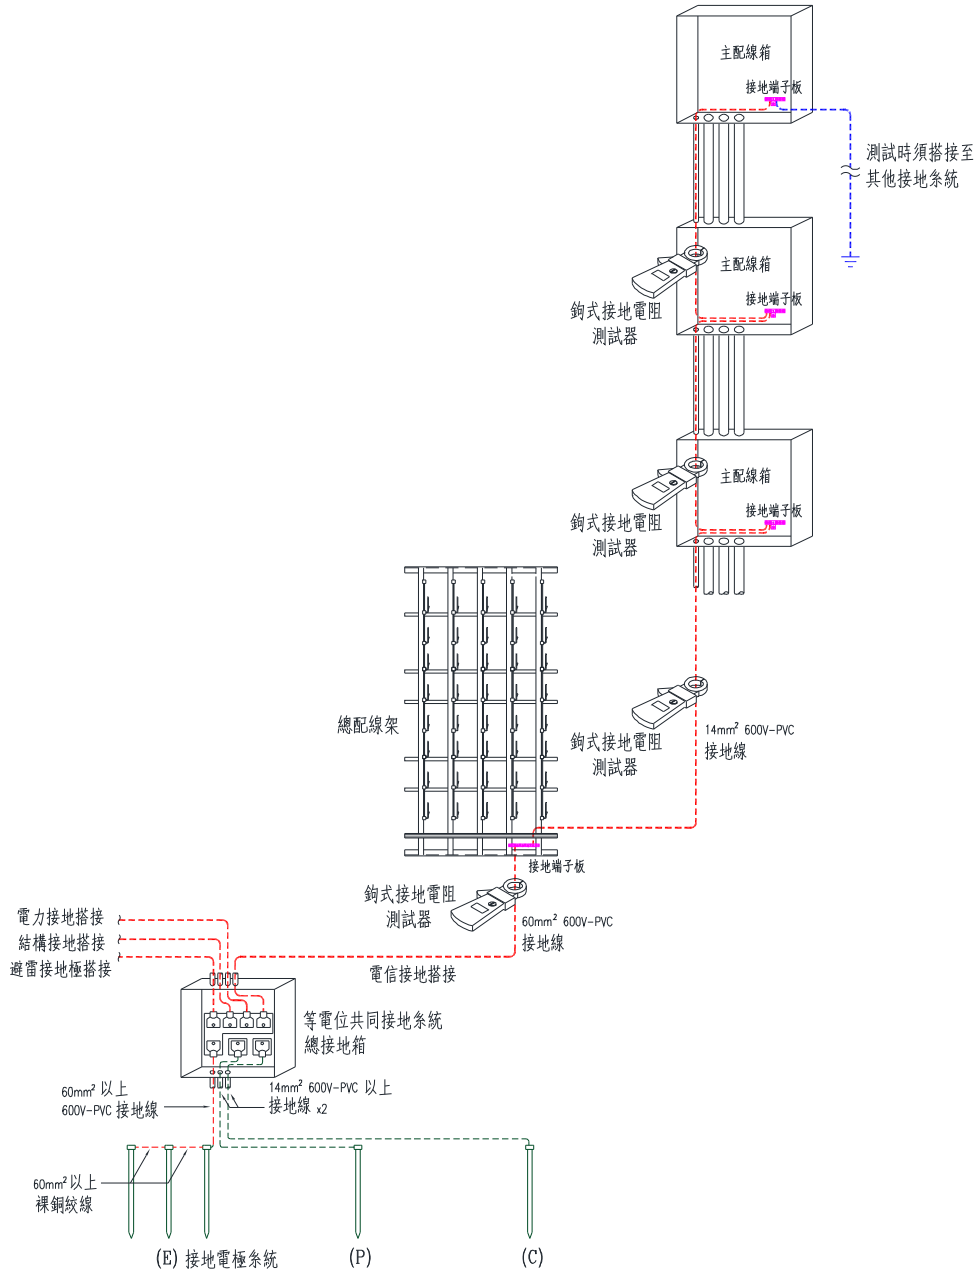 主配線箱
接地端子板
測試時須搭接至
其他接地系統
主配線箱
接地端子板
鉤式接地電阻
測試器
主配線箱
接地端子板
鉤式接地電阻
測試器
總配線架
鉤式接地電阻
測試器
14mm² 600V-PVC
接地線
接地端子板
鉤式接地電阻
測試器
60mm² 600V-PVC
接地線
電力接地搭接
結構接地搭接
避雷接地極搭接
電信接地搭接
等電位共同接地系統
總接地箱
60mm² 以上
600V-PVC 接地線
14mm² 600V-PVC 以上
接地線 x2
60mm² 以上
裸銅絞線
(E) 接地電極系統
(P)
(C)